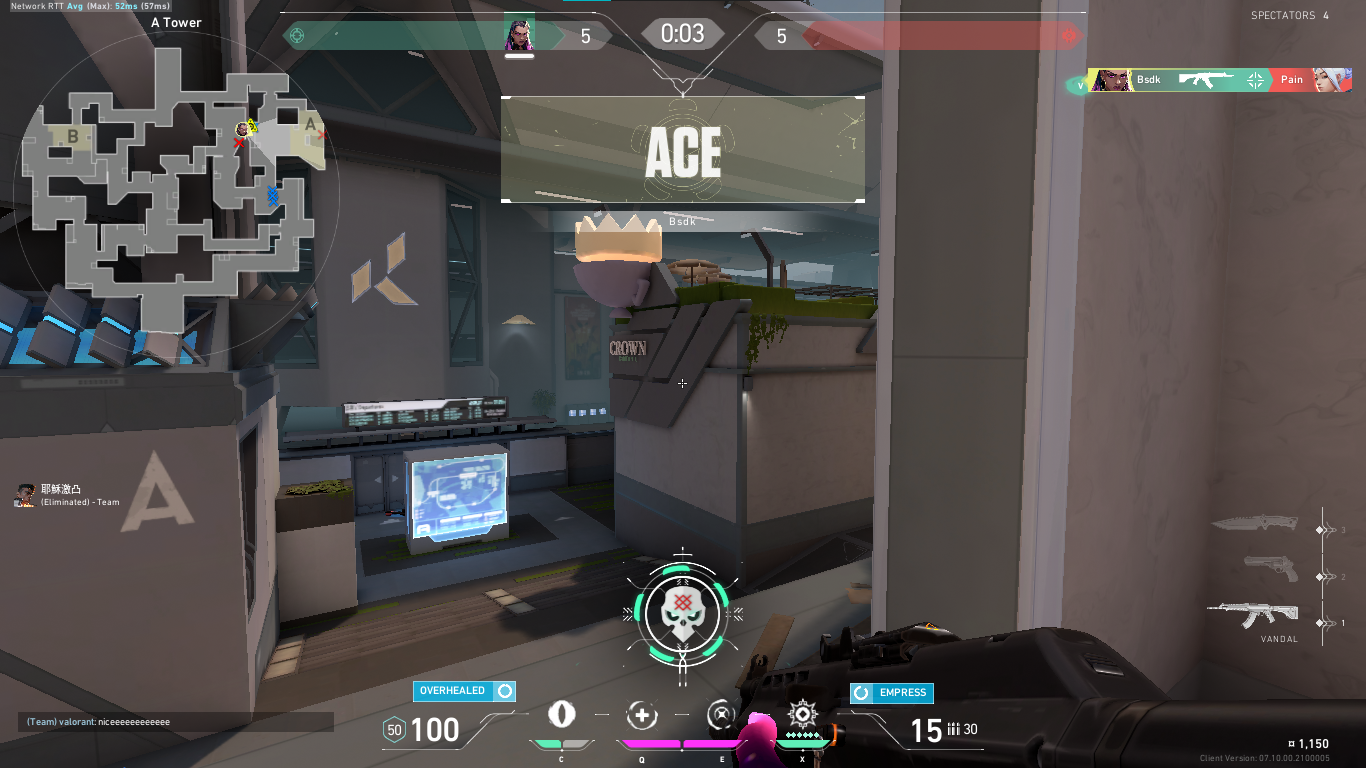 Network RTT Avg (Max): 52ms (57ms)
A Tower
5
0:03
5
SPECTATORS 4
Bsdk
Pain
V
B
A
ACE
Bsdk
CROWN
A
耶穌激凸
(Eliminated) - Team
3
2
1
VANDAL
OVERHEALED
EMPRESS
(Team) valorant: niceeeeeeeeeeee
50
100
15
30
C
Q
E
X
¤ 1,150
Client Version: 07.10.00.2100005